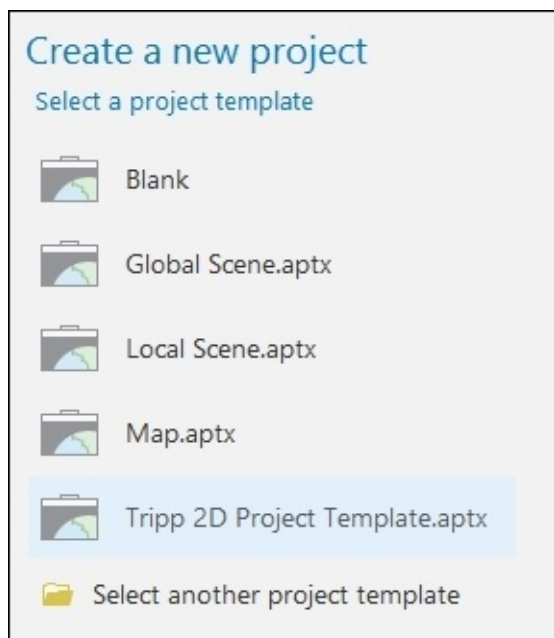 Create a new project
Select a project template
Blank
Global Scene.aptx
Local Scene.aptx
Map.aptx
Tripp 2D Project Template.aptx
Select another project template